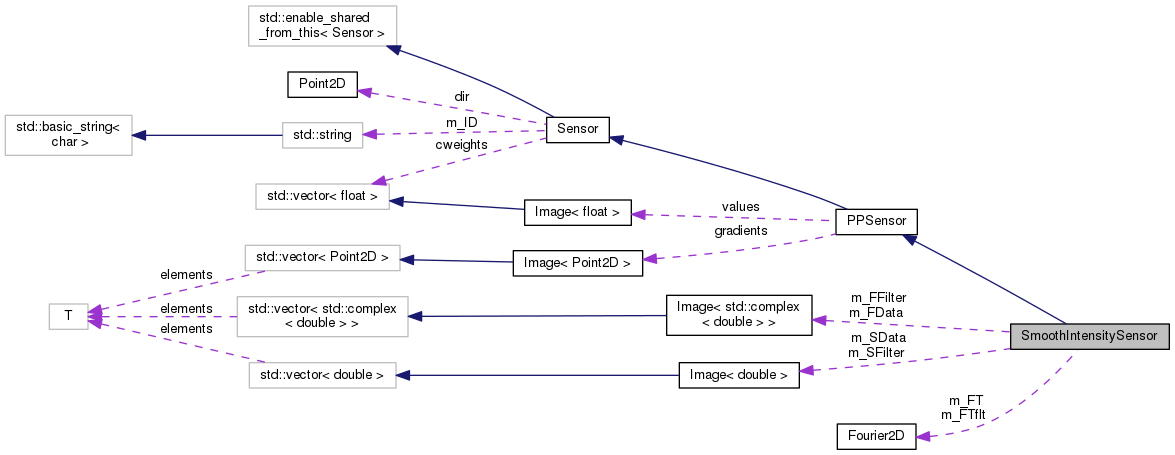 std::enable_shared
_from_this< Sensor >
Point2D
dir
std::basic_string<
char >
std::string
m_ID
Sensor
cweights
std::vector< float >
Image< float >
values
PPSensor
gradients
std::vector< Point2D >
Image< Point2D >
elements
T
elements
elements
std::vector< std::complex
< double > >
Image< std::complex
< double > >
m_FFilter
m_FData
SmoothIntensitySensor
m_SData
m_SFilter
std::vector< double >
Image< double >
m_FT
m_FTflt
Fourier2D